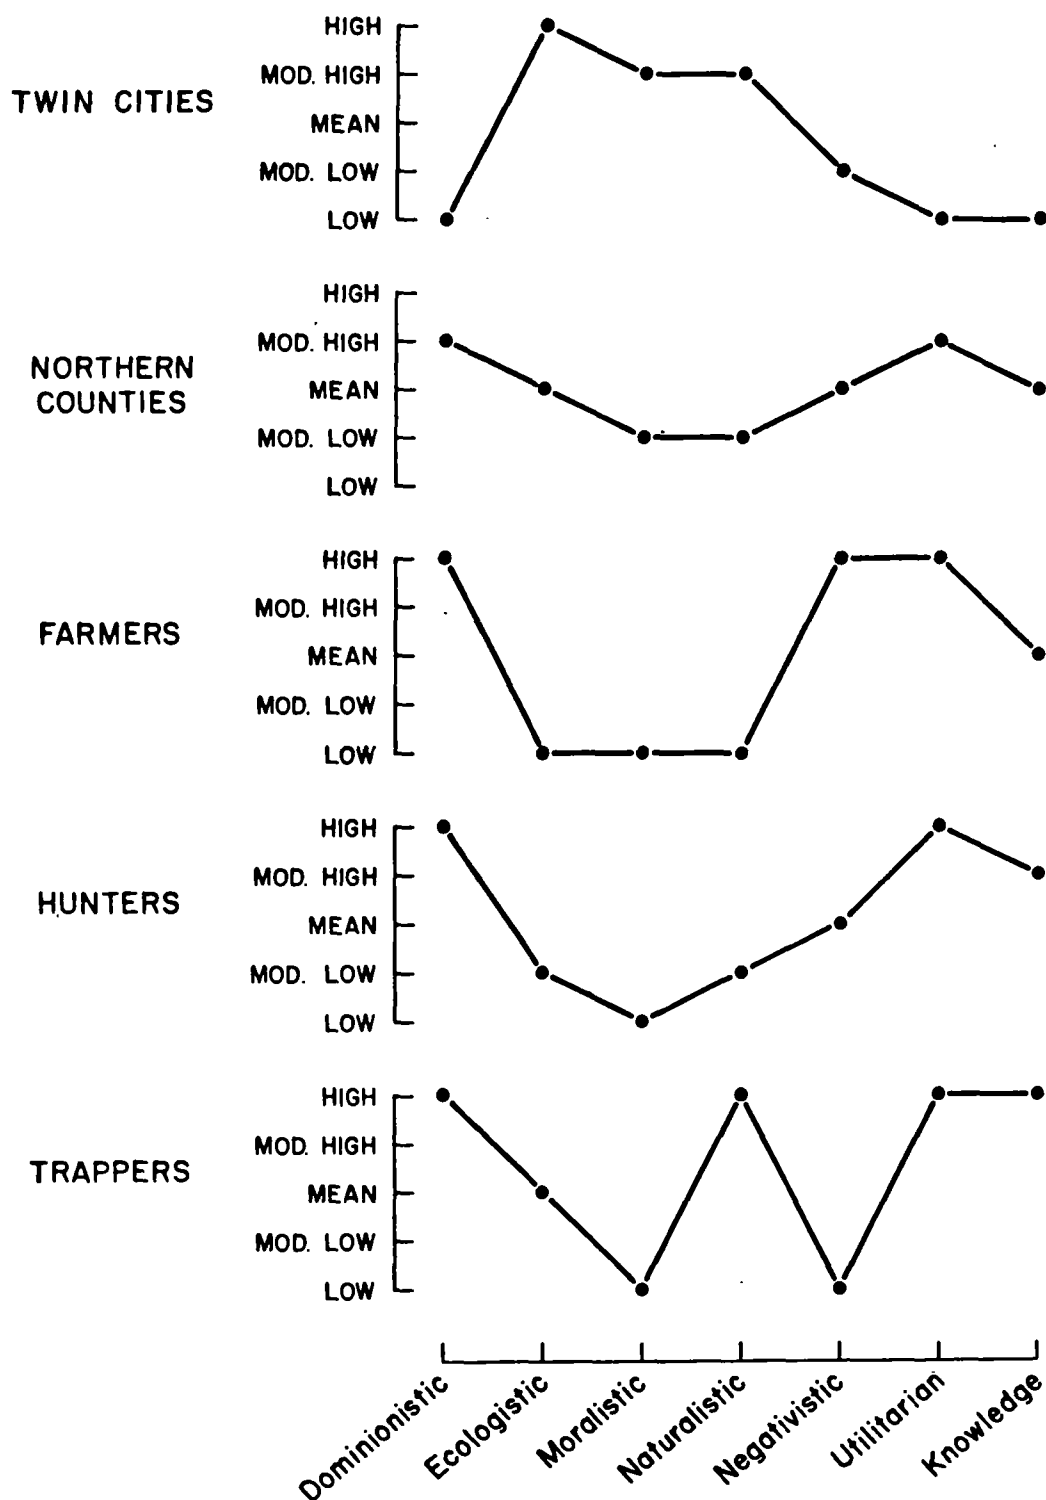 TWIN CITIES
HIGH
MOD. HIGH
MEAN
MOD. LOW
LOW
NORTHERN
COUNTIES
HIGH
MOD. HIGH
MEAN
MOD. LOW
LOW
FARMERS
HIGH
MOD. HIGH
MEAN
MOD. LOW
LOW
HUNTERS
HIGH
MOD. HIGH
MEAN
MOD. LOW
LOW
TRAPPERS
HIGH
MOD. HIGH
MEAN
MOD. LOW
LOW
Dominionistic
Ecologistic
Moralistic
Naturalistic
Negativistic
Utilitarian
Knowledge